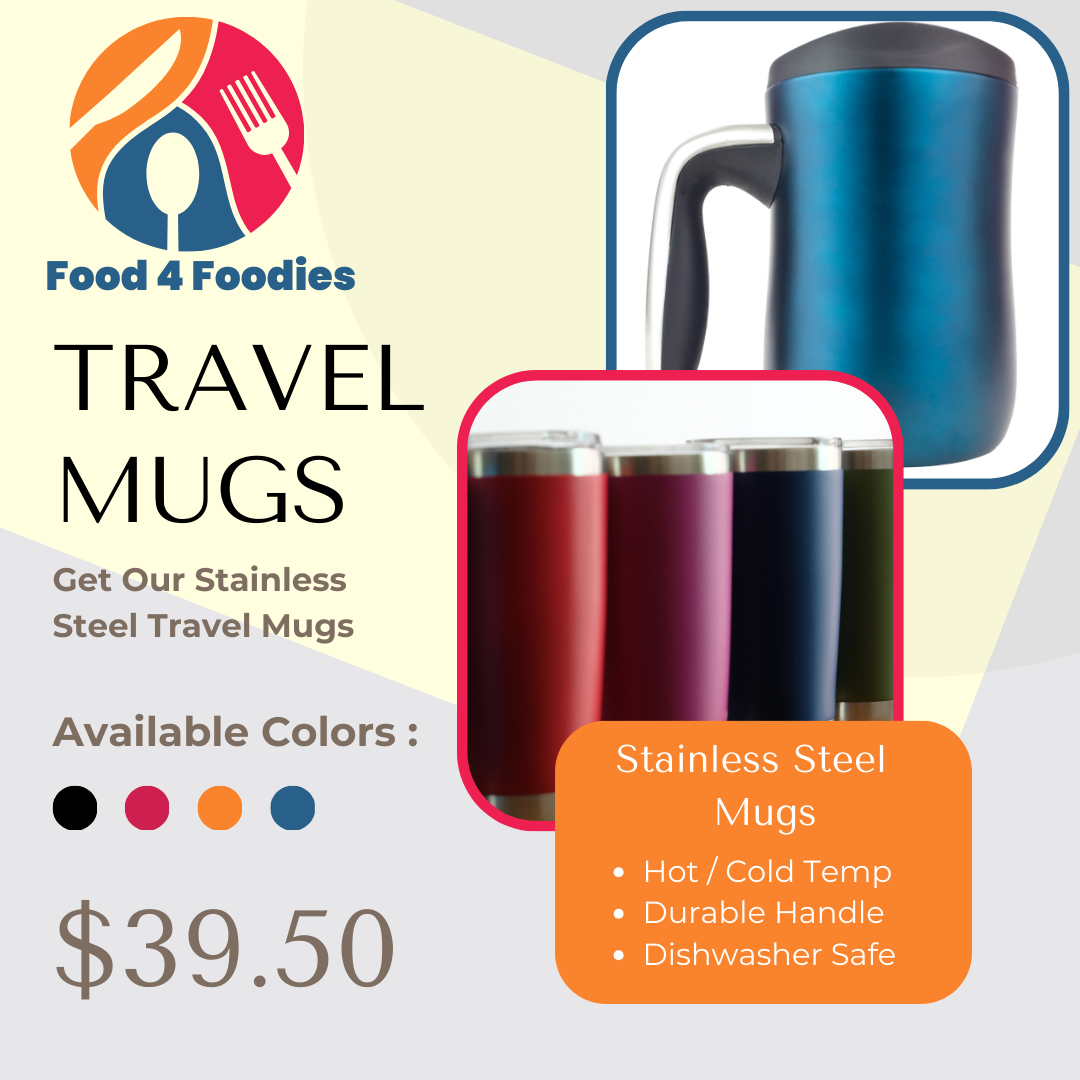 Food 4 Foodies
TRAVEL
MUGS
Get Our Stainless
Steel Travel Mugs
Available Colors :
$39.50
Stainless Steel
Mugs
• Hot / Cold Temp
• Durable Handle
• Dishwasher Safe